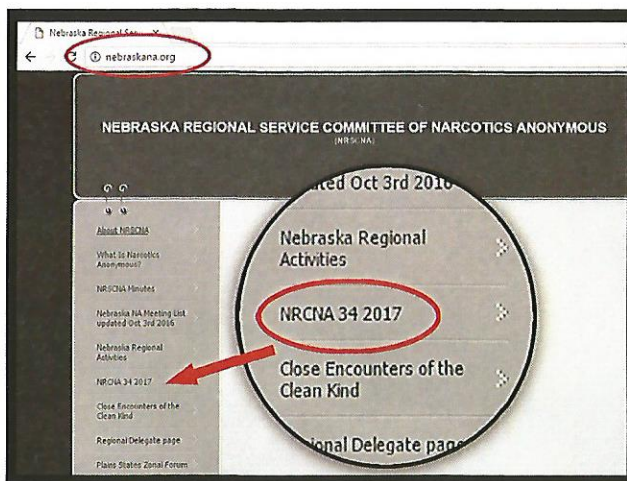 Nebraska Regional Ser
nebraskana.org
NEBRASKA REGIONAL SERVICE COMMITTEE OF NARCOTICS ANONYMOUS
(NRSCNA)
About NRSCNA
What Is Narcotics
Anonymous?
NRSCNA Minutes
Nebraska NA Meeting List
updated Oct 3rd 2016
Nebraska Regional
Activities
NRCNA 34 2017
Close Encounters of the
Clean Kind
Regional Delegate page
Plains States Zonal Forum
ated Oct 3rd 2016
Nebraska Regional
Activities
NRCNA 34 2017
Close Encounters of the
Clean Kind
ional Delegate page